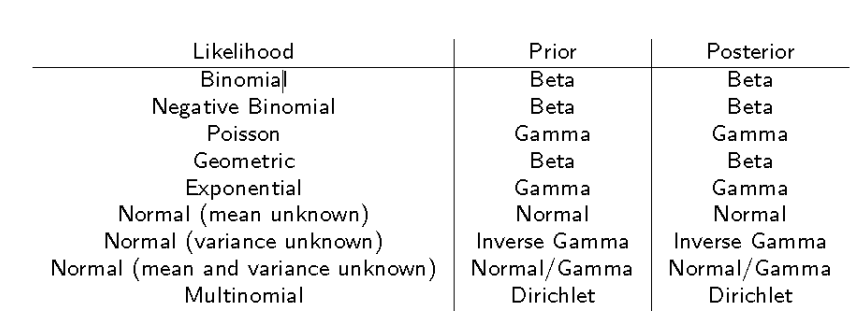 Likelihood Prior Posterior
Binomial Beta Beta
Negative Binomial Beta Beta
Poisson Gamma Gamma
Geometric Beta Beta
Exponential Gamma Gamma
Normal (mean unknown) Normal Normal
Normal (variance unknown) Inverse Gamma Inverse Gamma
Normal (mean and variance unknown) Normal/Gamma Normal/Gamma
Multinomial Dirichlet Dirichlet